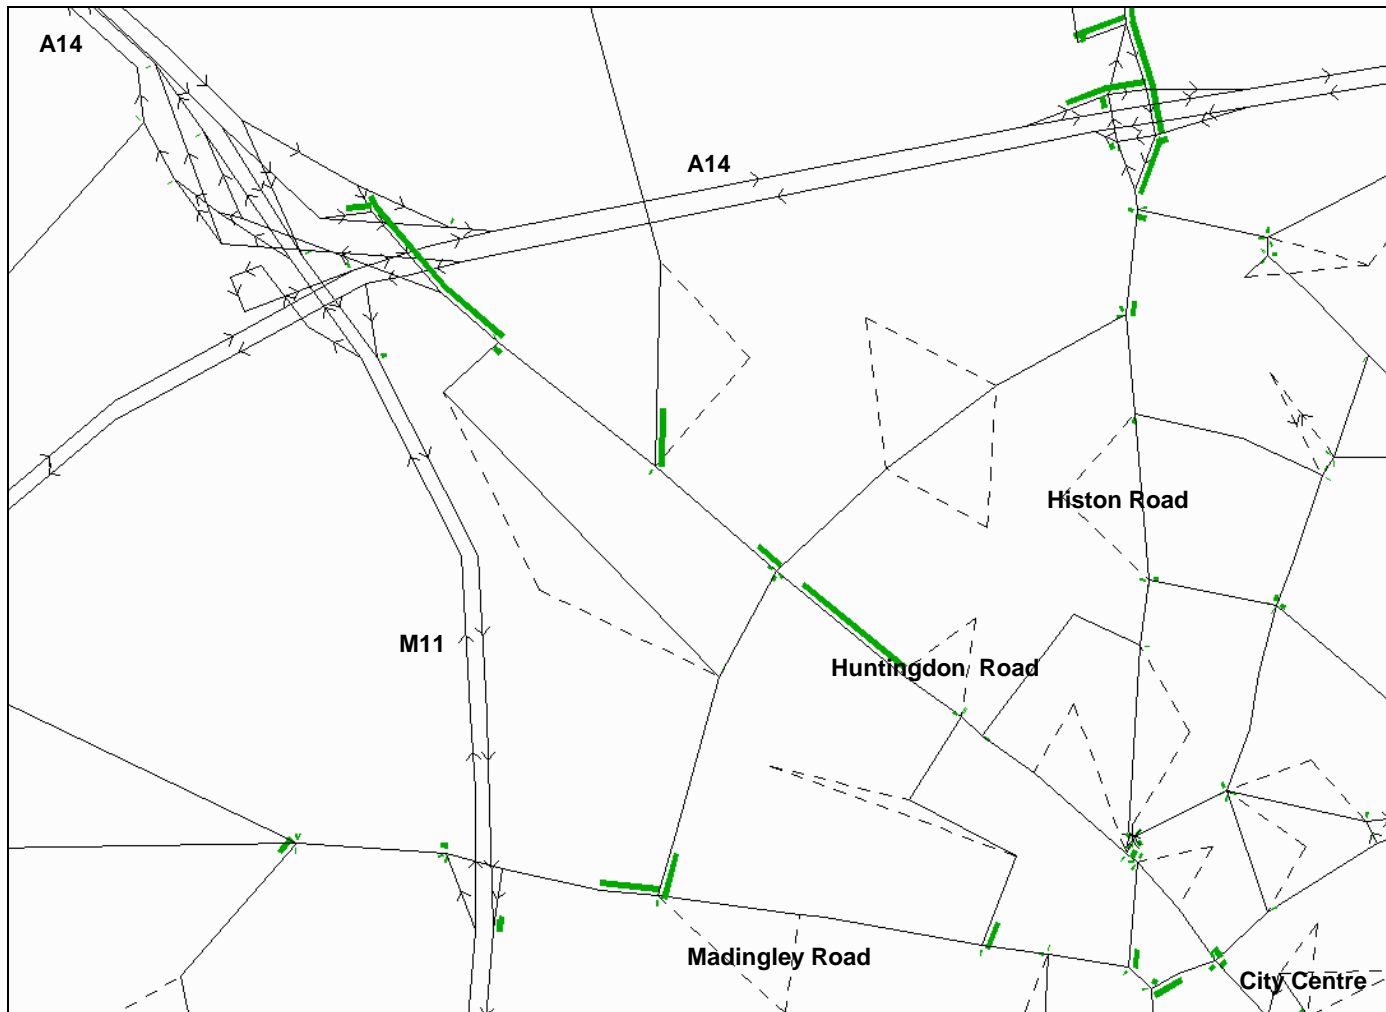 A14
A14
Histon Road
M11
Huntingdon Road
Madingley Road
City Centre